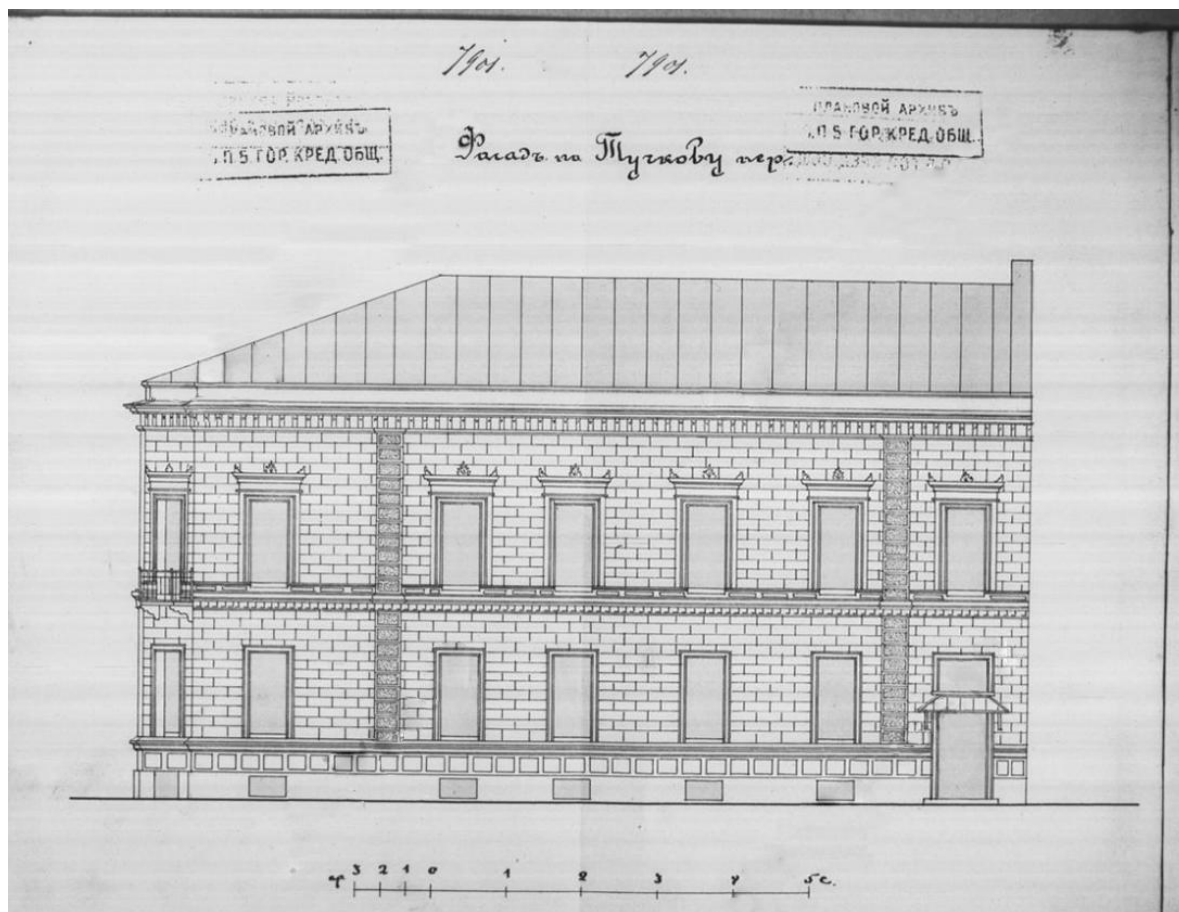 7901. 7901.
ПЛАНОВОЙ АРХИВЪ
С.П.Б. ГОР. КРЕД. ОБЩ.
ПЛАНОВОЙ АРХИВЪ
С.П.Б. ГОР. КРЕД. ОБЩ.
Фасадъ по Тучкову пер.
3 2 1 0 1 2 3 4 5 с.